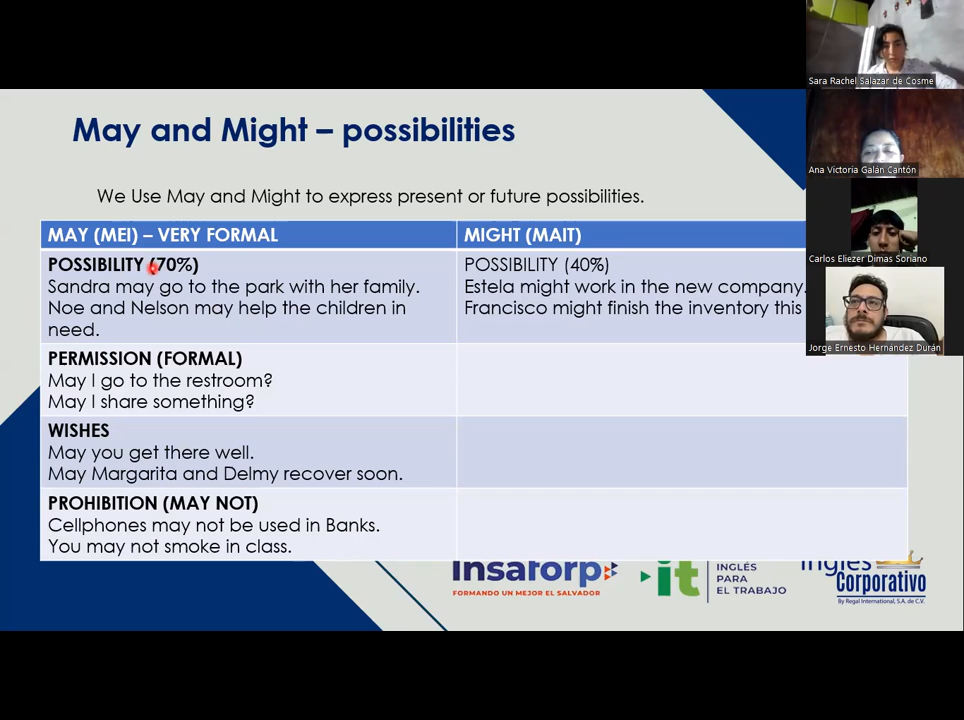 Sara Rachel Salazar de Cosme
May and Might – possibilities
Ana Victoria Galán Cantón
We Use May and Might to express present or future possibilities.
MAY (MEI) – VERY FORMAL
MIGHT (MAIT)
POSSIBILITY (70%)
Sandra may go to the park with her family.
Noe and Nelson may help the children in
need.
POSSIBILITY (40%)
Estela might work in the new company.
Francisco might finish the inventory this
Carlos Eliezer Dimas Soriano
Jorge Ernesto Hernández Durán
PERMISSION (FORMAL)
May I go to the restroom?
May I share something?
WISHES
May you get there well.
May Margarita and Delmy recover soon.
PROHIBITION (MAY NOT)
Cellphones may not be used in Banks.
You may not smoke in class.
Insaforp
FORMANDO UN MEJOR EL SALVADOR
it
INGLÉS
PARA
EL TRABAJO
Inglés
Corporativo
By Regal International, S.A. de C.V.